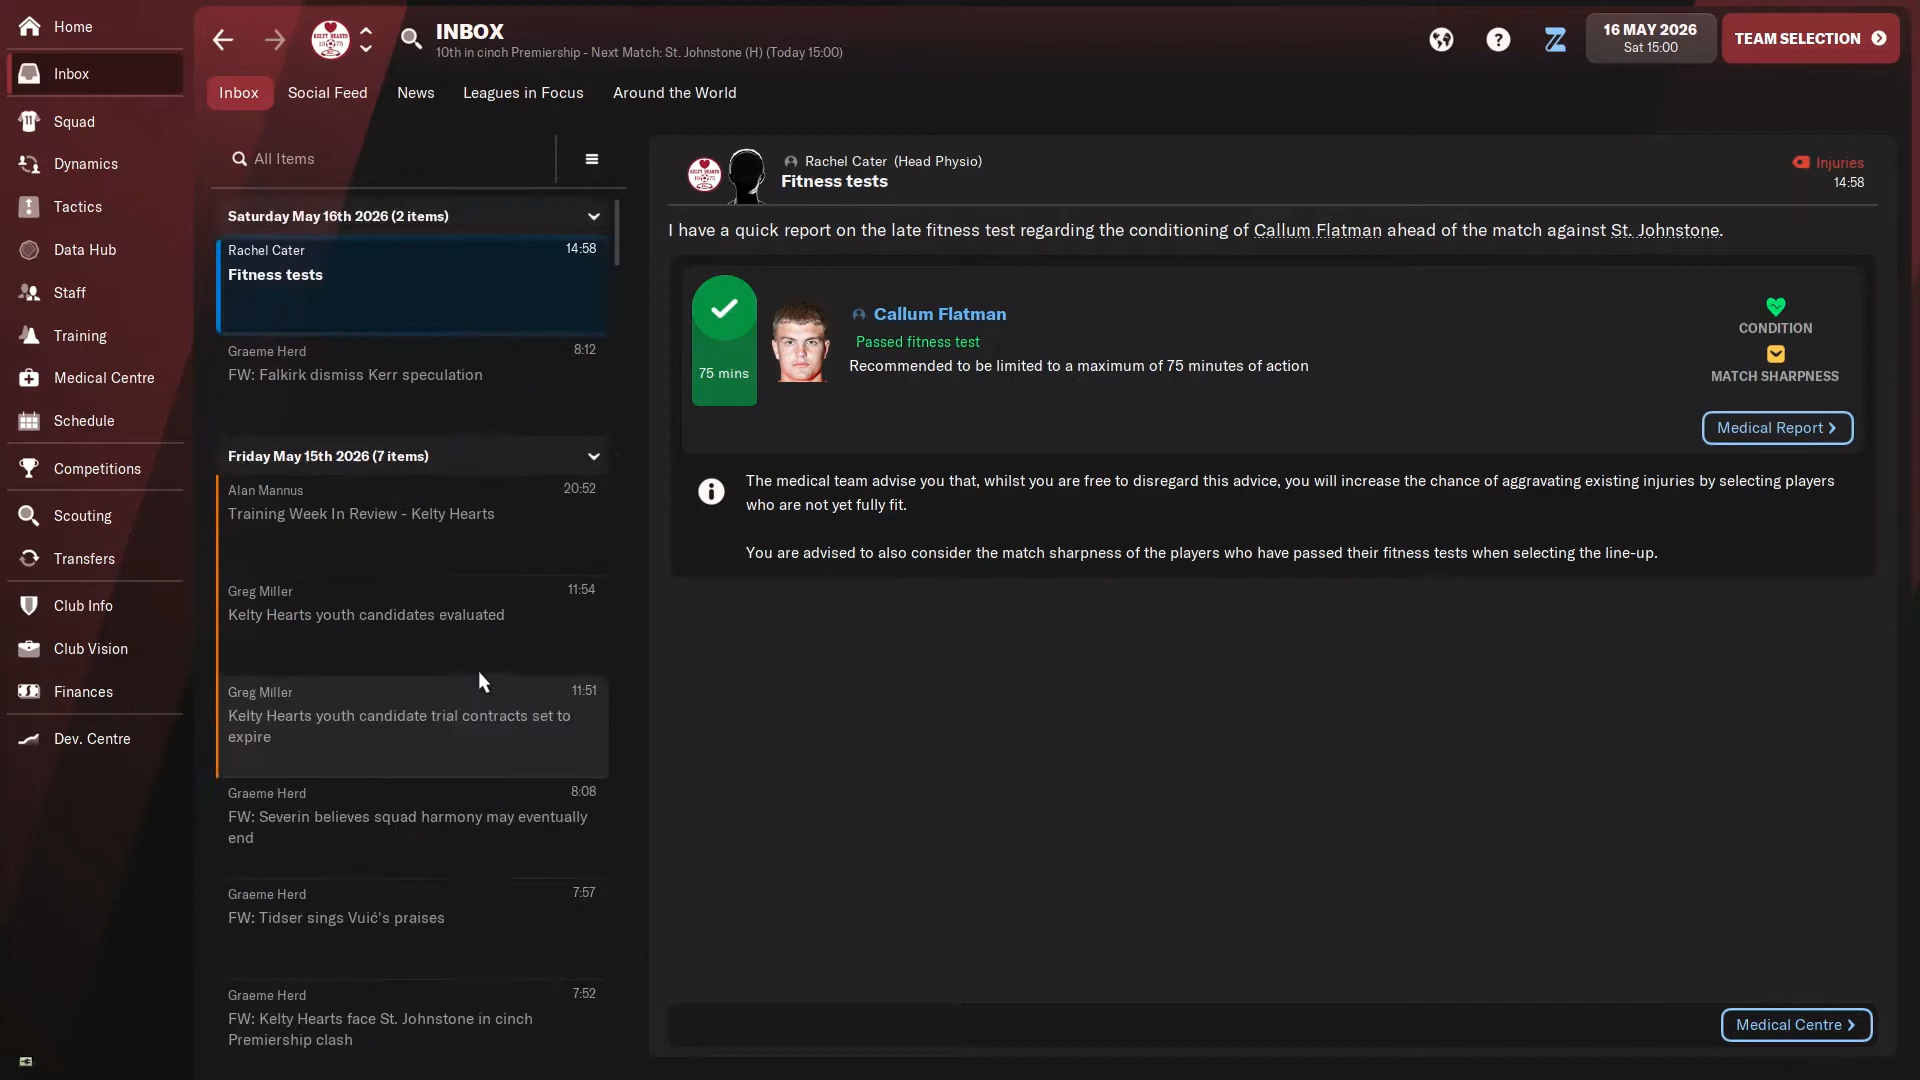 Home
Inbox
Squad
Dynamics
Tactics
Data Hub
Staff
Training
Medical Centre
Schedule
Competitions
Scouting
Transfers
Club Info
Club Vision
Finances
Dev. Centre
INBOX
10th in cinch Premiership - Next Match: St. Johnstone (H) (Today 15:00)
16 MAY 2026
Sat 15:00
TEAM SELECTION
Inbox
Social Feed
News
Leagues in Focus
Around the World
All Items
Saturday May 16th 2026 (2 items)
Rachel Cater 14:58
Fitness tests
Graeme Herd 8:12
FW: Falkirk dismiss Kerr speculation
Friday May 15th 2026 (7 items)
Alan Mannus 20:52
Training Week In Review - Kelty Hearts
Greg Miller 11:54
Kelty Hearts youth candidates evaluated
Greg Miller 11:51
Kelty Hearts youth candidate trial contracts set to
expire
Graeme Herd 8:08
FW: Severin believes squad harmony may eventually
end
Graeme Herd 7:57
FW: Tidser sings Vuić's praises
Graeme Herd 7:52
FW: Kelty Hearts face St. Johnstone in cinch
Premiership clash
Rachel Cater (Head Physio)
Fitness tests
Injuries
14:58
I have a quick report on the late fitness test regarding the conditioning of Callum Flatman ahead of the match against St. Johnstone.
75 mins
Callum Flatman
Passed fitness test
Recommended to be limited to a maximum of 75 minutes of action
CONDITION
MATCH SHARPNESS
Medical Report
The medical team advise you that, whilst you are free to disregard this advice, you will increase the chance of aggravating existing injuries by selecting players
who are not yet fully fit.
You are advised to also consider the match sharpness of the players who have passed their fitness tests when selecting the line-up.
Medical Centre